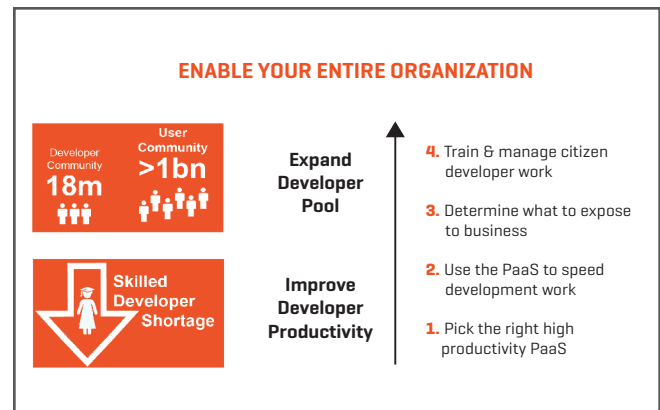 ENABLE YOUR ENTIRE ORGANIZATION
Developer
Community
18m
User
Community
>1bn
Expand
Developer
Pool
4. Train & manage citizen
developer work
3. Determine what to expose
to business
Skilled
Developer
Shortage
Improve
Developer
Productivity
2. Use the PaaS to speed
development work
1. Pick the right high
productivity PaaS